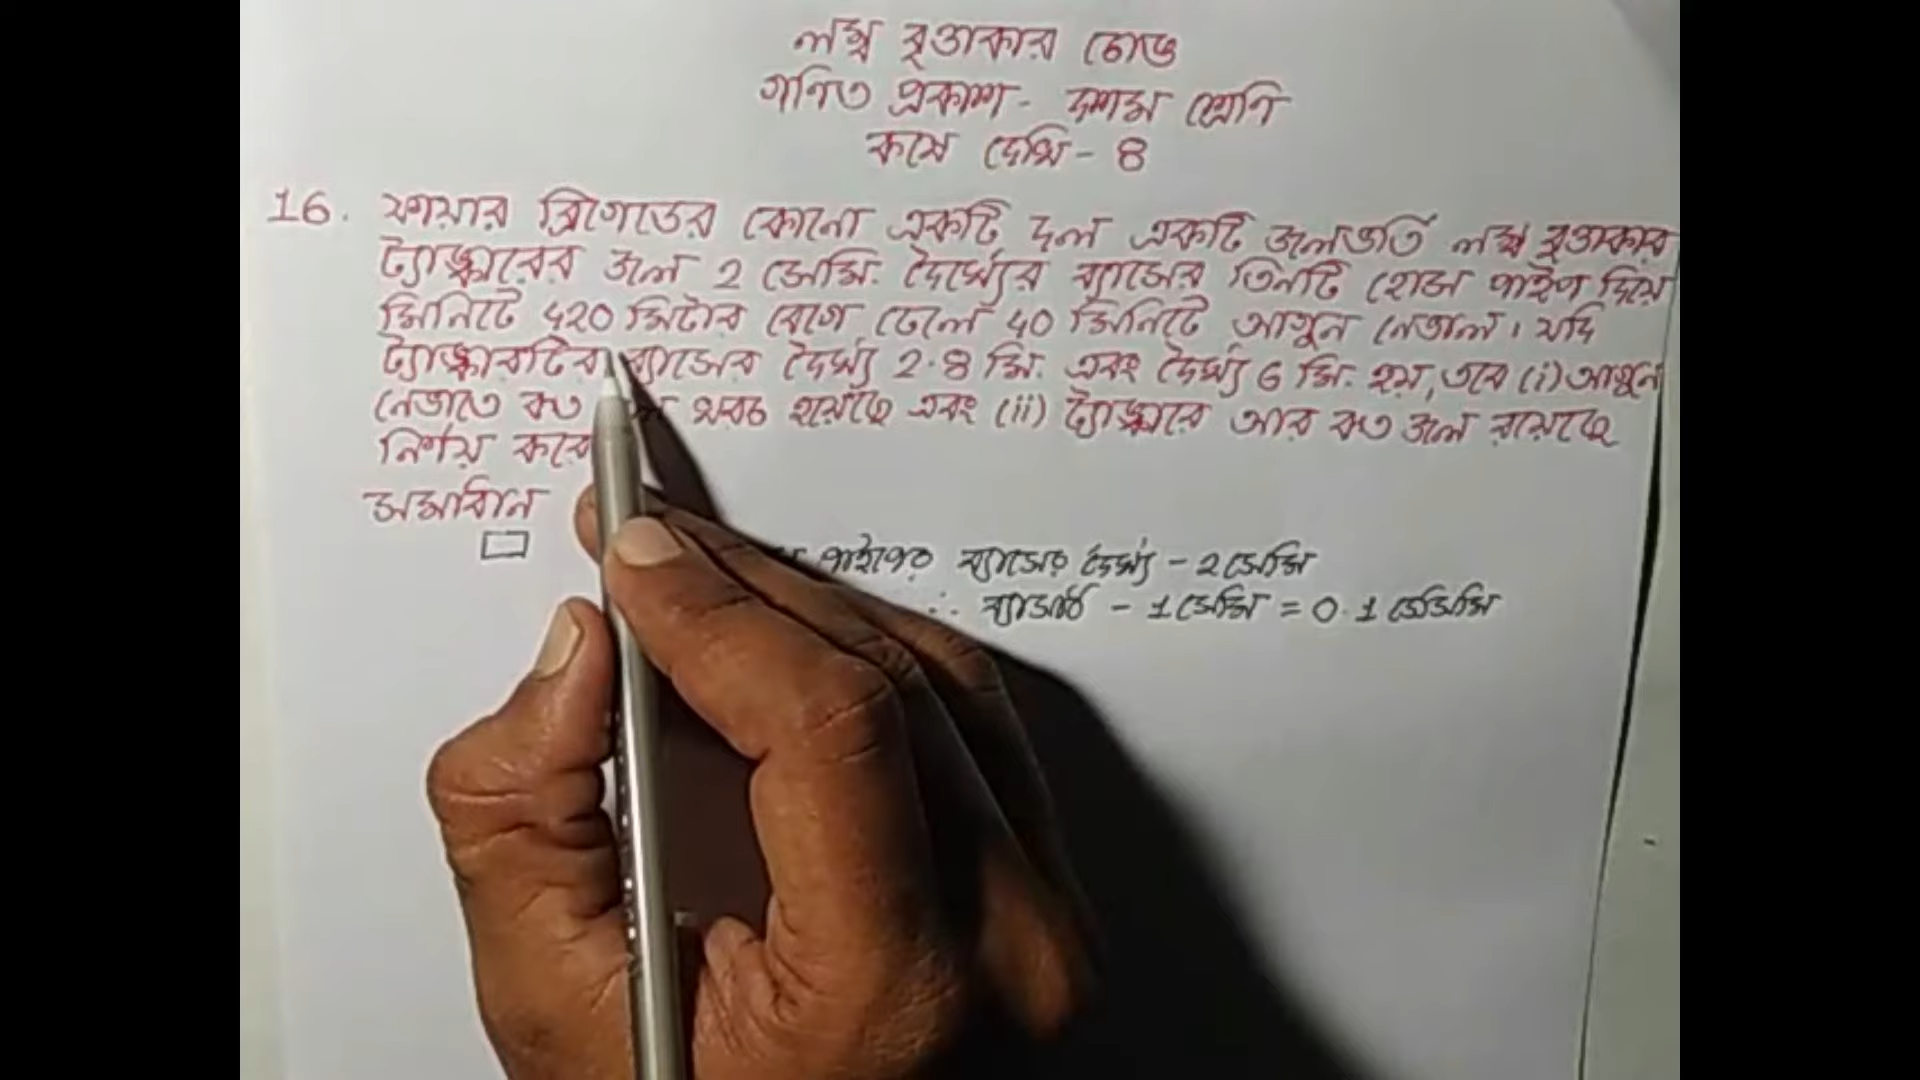 লম্ব বৃত্তাকার চোঙ
গণিত প্রকাশ - দশম শ্রেণি
কষে দেখি - 8
16. ফায়ার ব্রিগেডের কোনো একটি দল একটি জলভর্তি লম্ব বৃত্তাকার
ট্যাঙ্কারের জল 2 সেমি. দৈর্ঘ্যের ব্যাসের তিনটি হোস পাইপ দিয়ে
মিনিটে ৪২0 মিটার বেগে ঢেলে ৪0 মিনিটে আগুন নেভাল। যদি
ট্যাঙ্কারটির ব্যাসের দৈর্ঘ্য 2.8 মি. এবং দৈর্ঘ্য 6 মি. হয়, তবে (i) আগুন
নেভাতে কত খরচ হয়েছে এবং (ii) ট্যাঙ্কারে আর কত জল রয়েছে
নির্ণয় করো
সমাধান
পাইপের ব্যাসের দৈর্ঘ্য - 2 সেমি
∴ ব্যাসার্ধ - 1 সেমি = 0.1 ডেসিমি